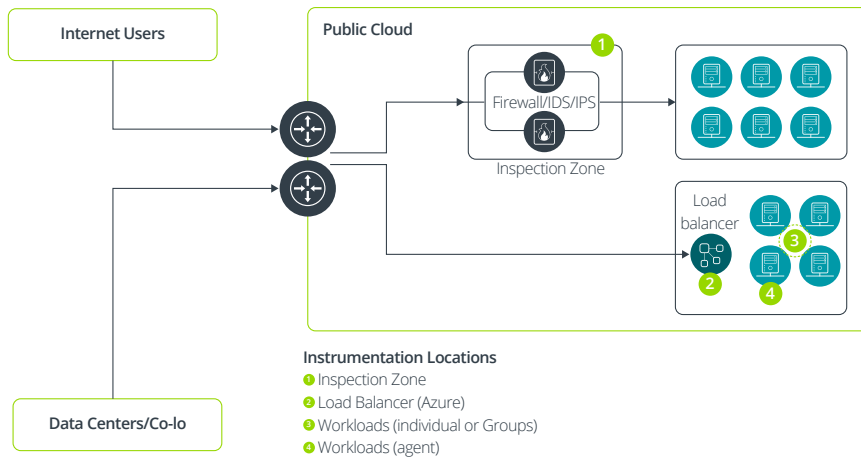 Internet Users
Public Cloud
1
Firewall/IDS/IPS
Inspection Zone
Load
balancer
2
3
4
Data Centers/Co-lo
Instrumentation Locations
1 Inspection Zone
2 Load Balancer (Azure)
3 Workloads (individual or Groups)
4 Workloads (agent)